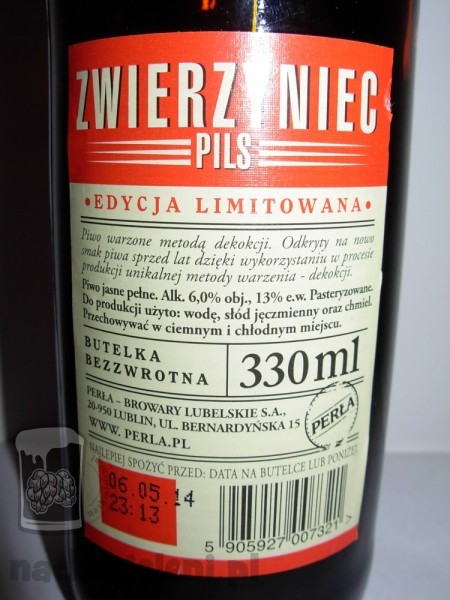 ZWIERZYNIEC
PILS
•EDYCJA LIMITOWANA•
Piwo warzone metodą dekokcji. Odkryty na nowo
smak piwa sprzed lat dzięki wykorzystaniu w procesie
produkcji unikalnej metody warzenia - dekokcji.
Piwo jasne pełne. Alk. 6,0% obj., 13% e.w. Pasteryzowane.
Do produkcji użyto: wodę, słód jęczmienny oraz chmiel.
Przechowywać w ciemnym i chłodnym miejscu.
BUTELKA
BEZZWROTNA
330 ml
PERŁA – BROWARY LUBELSKIE S.A.,
20-950 LUBLIN, UL. BERNARDYŃSKA 15
WWW.PERLA.PL
PERŁA
NAJLEPIEJ SPOŻYĆ PRZED: DATA NA BUTELCE LUB PONIŻEJ
06.05.14
23:13
5 905927 007321